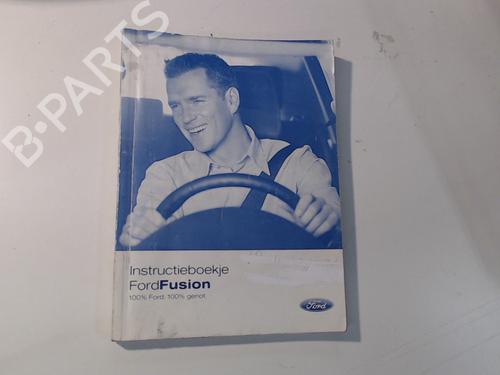 B-PARTS
Instructieboekje
FordFusion
100% Ford. 100% genot.
Ford